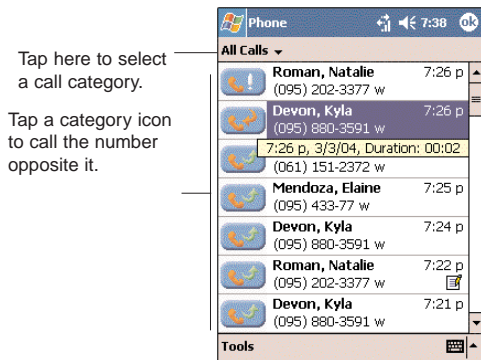 Tap here to select
a call category.
Tap a category icon
to call the number
opposite it.
Phone 7:38 ok
All Calls
Roman, Natalie 7:26 p
(095) 202-3377 w
Devon, Kyla 7:26 p
(095) 880-3591 w
7:26 p, 3/3/04, Duration: 00:02
(061) 151-2372 w
Mendoza, Elaine 7:25 p
(095) 433-77 w
Devon, Kyla 7:24 p
(095) 880-3591 w
Roman, Natalie 7:22 p
(095) 202-3377 w
Devon, Kyla 7:21 p
(095) 880-3591 w
Tools